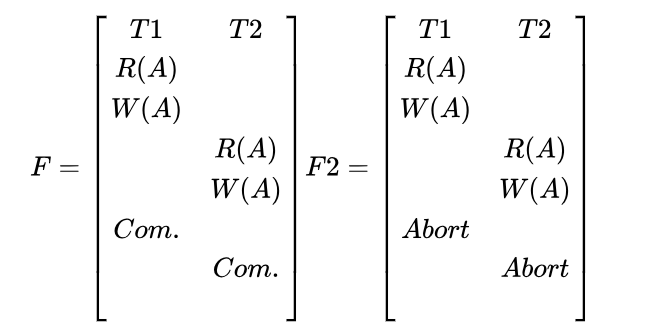 T1 T2 T1 T2
R(A) R(A)
W(A) W(A)
R(A) R(A)
F = F2 =
W(A) W(A)
Com. Abort
Com. Abort